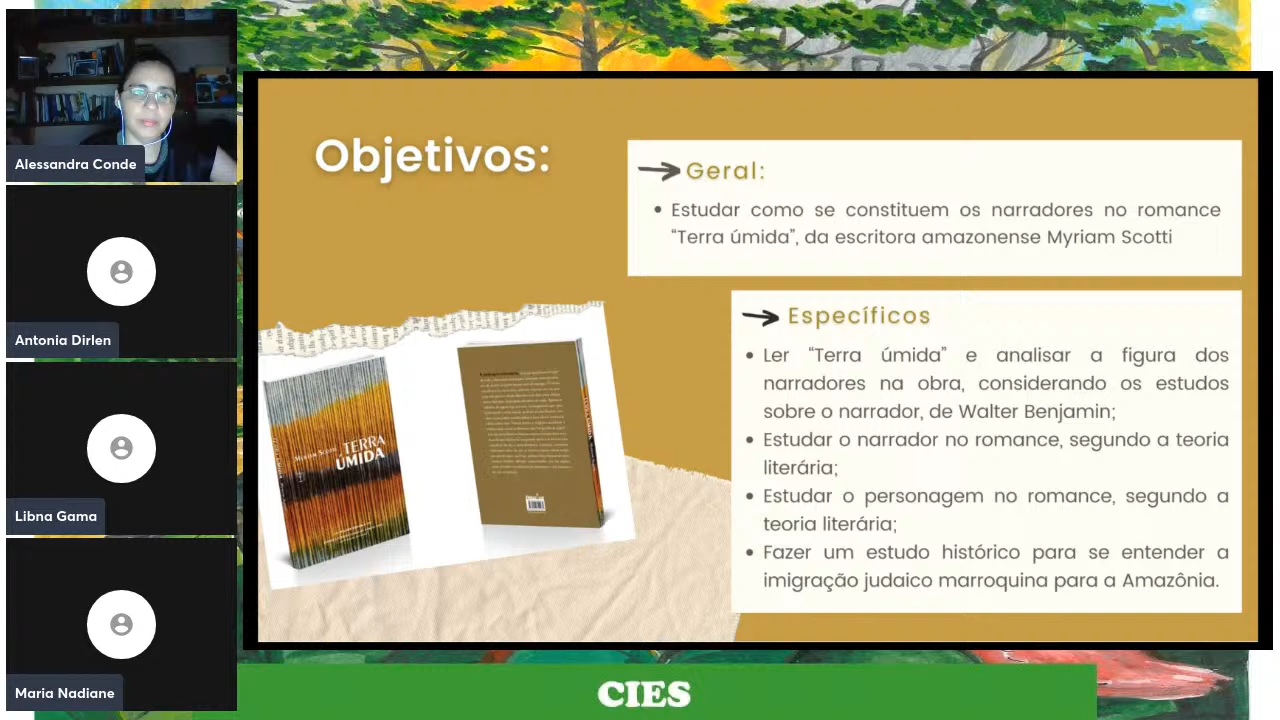 Alessandra Conde
Antonia Dirlen
Libna Gama
Maria Nadiane
Objetivos:
Geral:
• Estudar como se constituem os narradores no romance
“Terra úmida”, da escritora amazonense Myriam Scotti
Específicos
• Ler “Terra úmida” e analisar a figura dos
narradores na obra, considerando os estudos
sobre o narrador, de Walter Benjamin;
• Estudar o narrador no romance, segundo a teoria
literária;
• Estudar o personagem no romance, segundo a
teoria literária;
• Fazer um estudo histórico para se entender a
imigração judaico marroquina para a Amazônia.
Myriam Scotti
TERRA
ÚMIDA
CIES